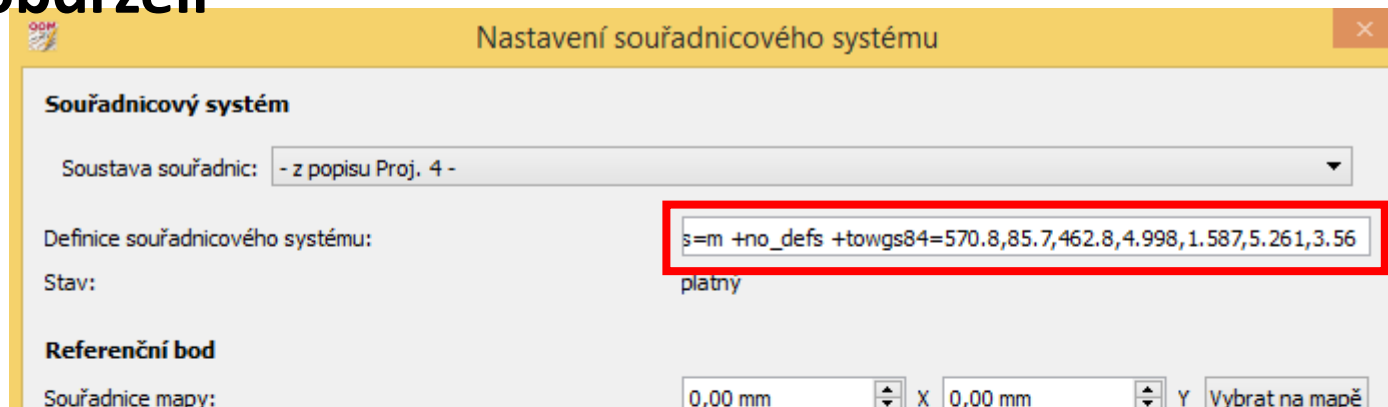 Nastavení souřadnicového systému
Souřadnicový systém
Soustava souřadnic: - z popisu Proj. 4 -
Definice souřadnicového systému: s=m +no_defs +towgs84=570.8,85.7,462.8,4.998,1.587,5.261,3.56
Stav: platný
Referenční bod
Souřadnice mapy: 0,00 mm X 0,00 mm Y Vybrat na mapě